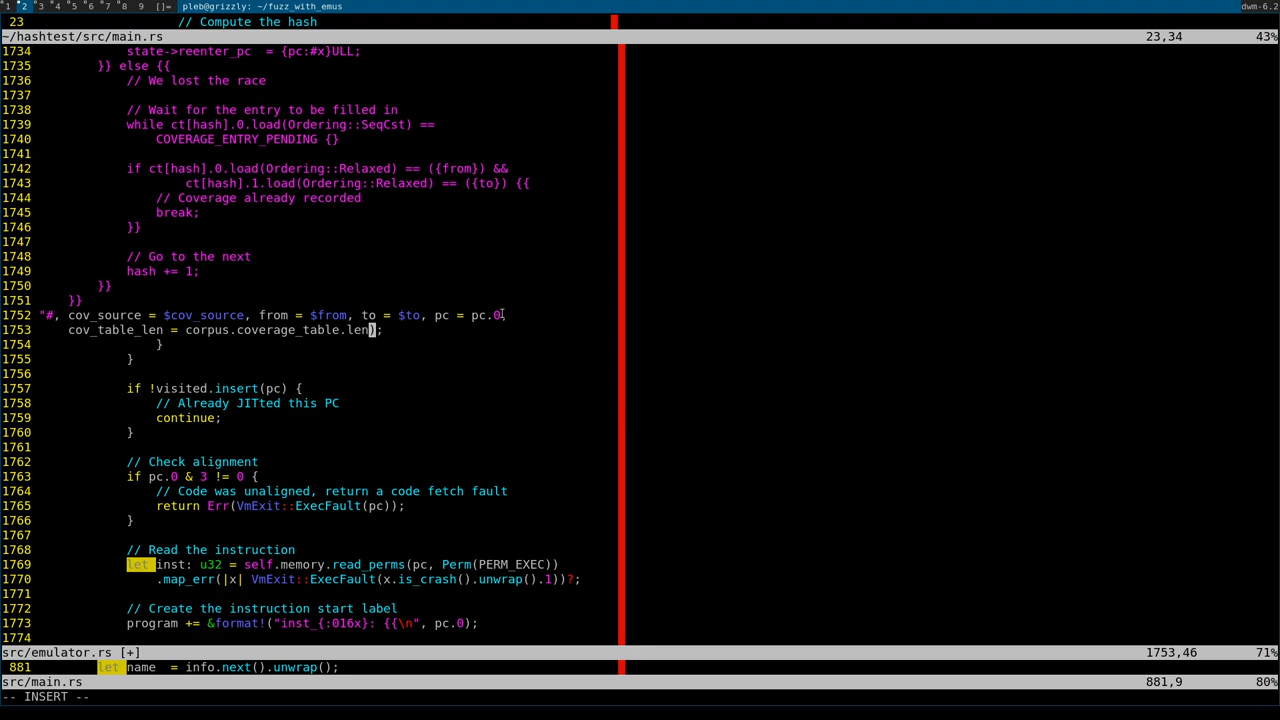 1 2 3 4 5 6 7 8 9 []= pleb@grizzly: ~/fuzz_with_emus dwm-6.2
23 // Compute the hash
~/hashtest/src/main.rs 23,34 43%
1734 state->reenter_pc  = {pc:#x}ULL;
1735 }} else {{
1736 // We lost the race
1737
1738 // Wait for the entry to be filled in
1739 while ct[hash].0.load(Ordering::SeqCst) ==
1740 COVERAGE_ENTRY_PENDING {}
1741
1742 if ct[hash].0.load(Ordering::Relaxed) == ({from}) &&
1743 ct[hash].1.load(Ordering::Relaxed) == ({to}) {{
1744 // Coverage already recorded
1745 break;
1746 }}
1747
1748 // Go to the next
1749 hash += 1;
1750 }}
1751 }}
1752 "#, cov_source = $cov_source, from = $from, to = $to, pc = pc.0,
1753 cov_table_len = corpus.coverage_table.len);
1754 }
1755 }
1756
1757 if !visited.insert(pc) {
1758 // Already JITted this PC
1759 continue;
1760 }
1761
1762 // Check alignment
1763 if pc.0 & 3 != 0 {
1764 // Code was unaligned, return a code fetch fault
1765 return Err(VmExit::ExecFault(pc));
1766 }
1767
1768 // Read the instruction
1769 let inst: u32 = self.memory.read_perms(pc, Perm(PERM_EXEC))
1770 .map_err(|x| VmExit::ExecFault(x.is_crash().unwrap().1))?;
1771
1772 // Create the instruction start label
1773 program += &format!("inst_{:016x}: {{\n", pc.0);
1774
src/emulator.rs [+] 1753,46 71%
881 let name  = info.next().unwrap();
src/main.rs 881,9 80%
-- INSERT --